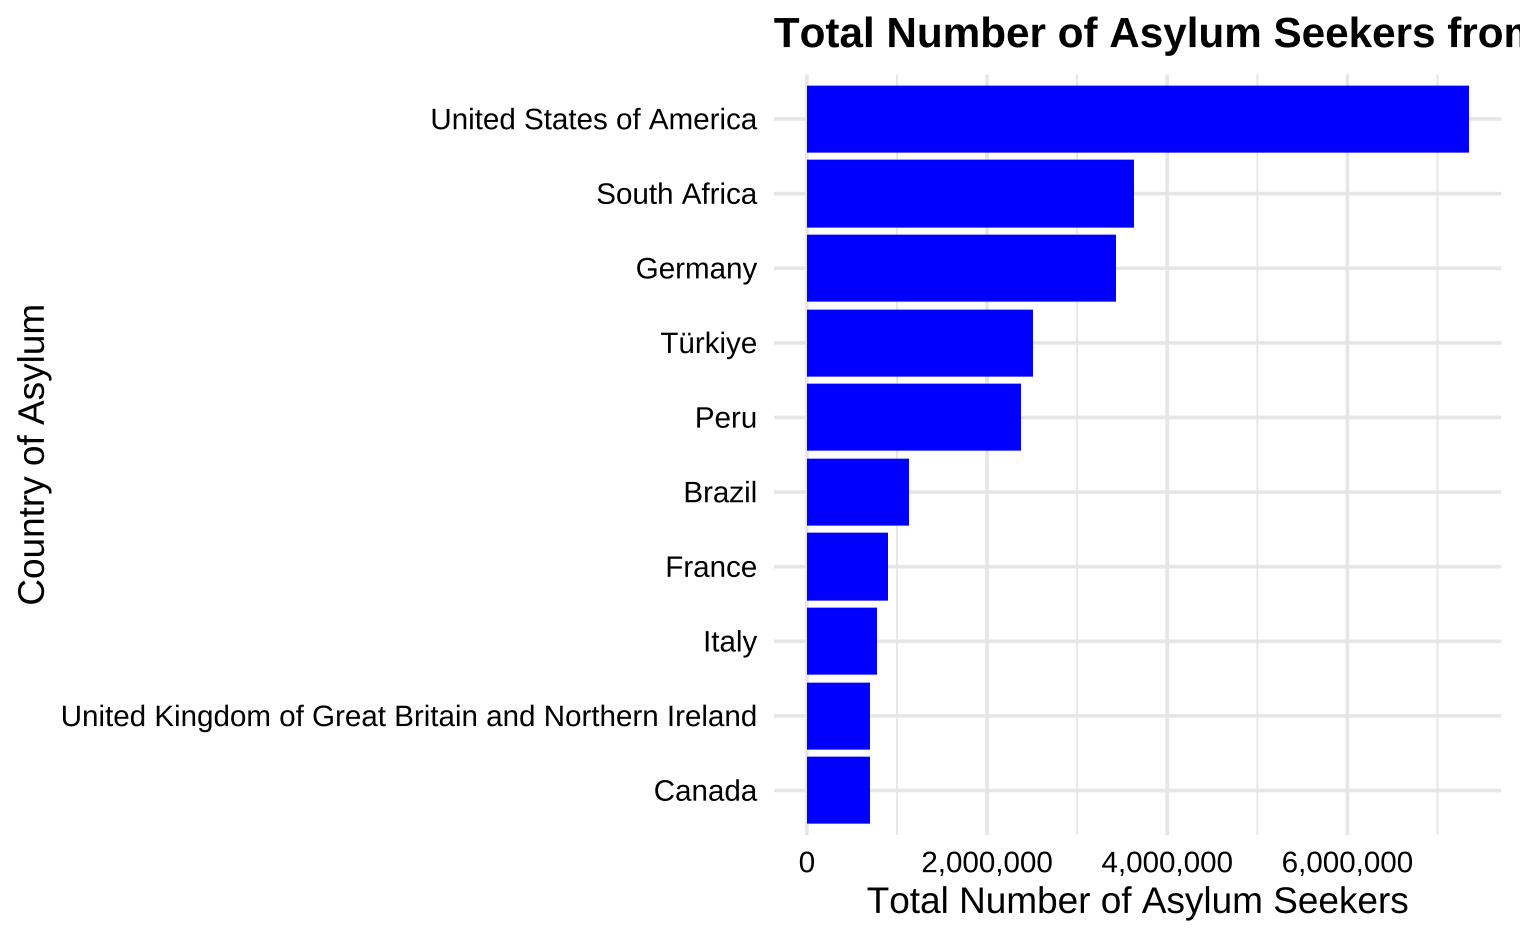 Total Number of Asylum Seekers from
United States of America
South Africa
Germany
Türkiye
Peru
Brazil
France
Italy
United Kingdom of Great Britain and Northern Ireland
Canada
Country of Asylum
0 2,000,000 4,000,000 6,000,000
Total Number of Asylum Seekers